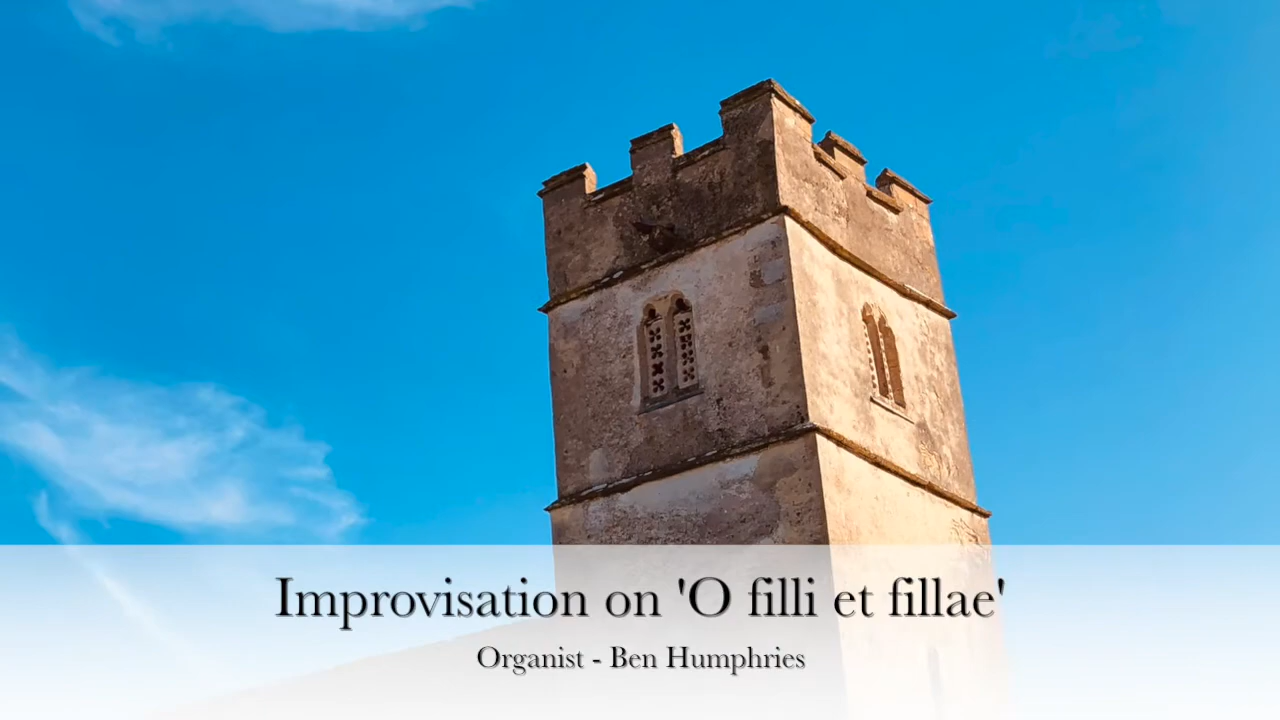 Improvisation on 'O filli et fillae'
Organist - Ben Humphries